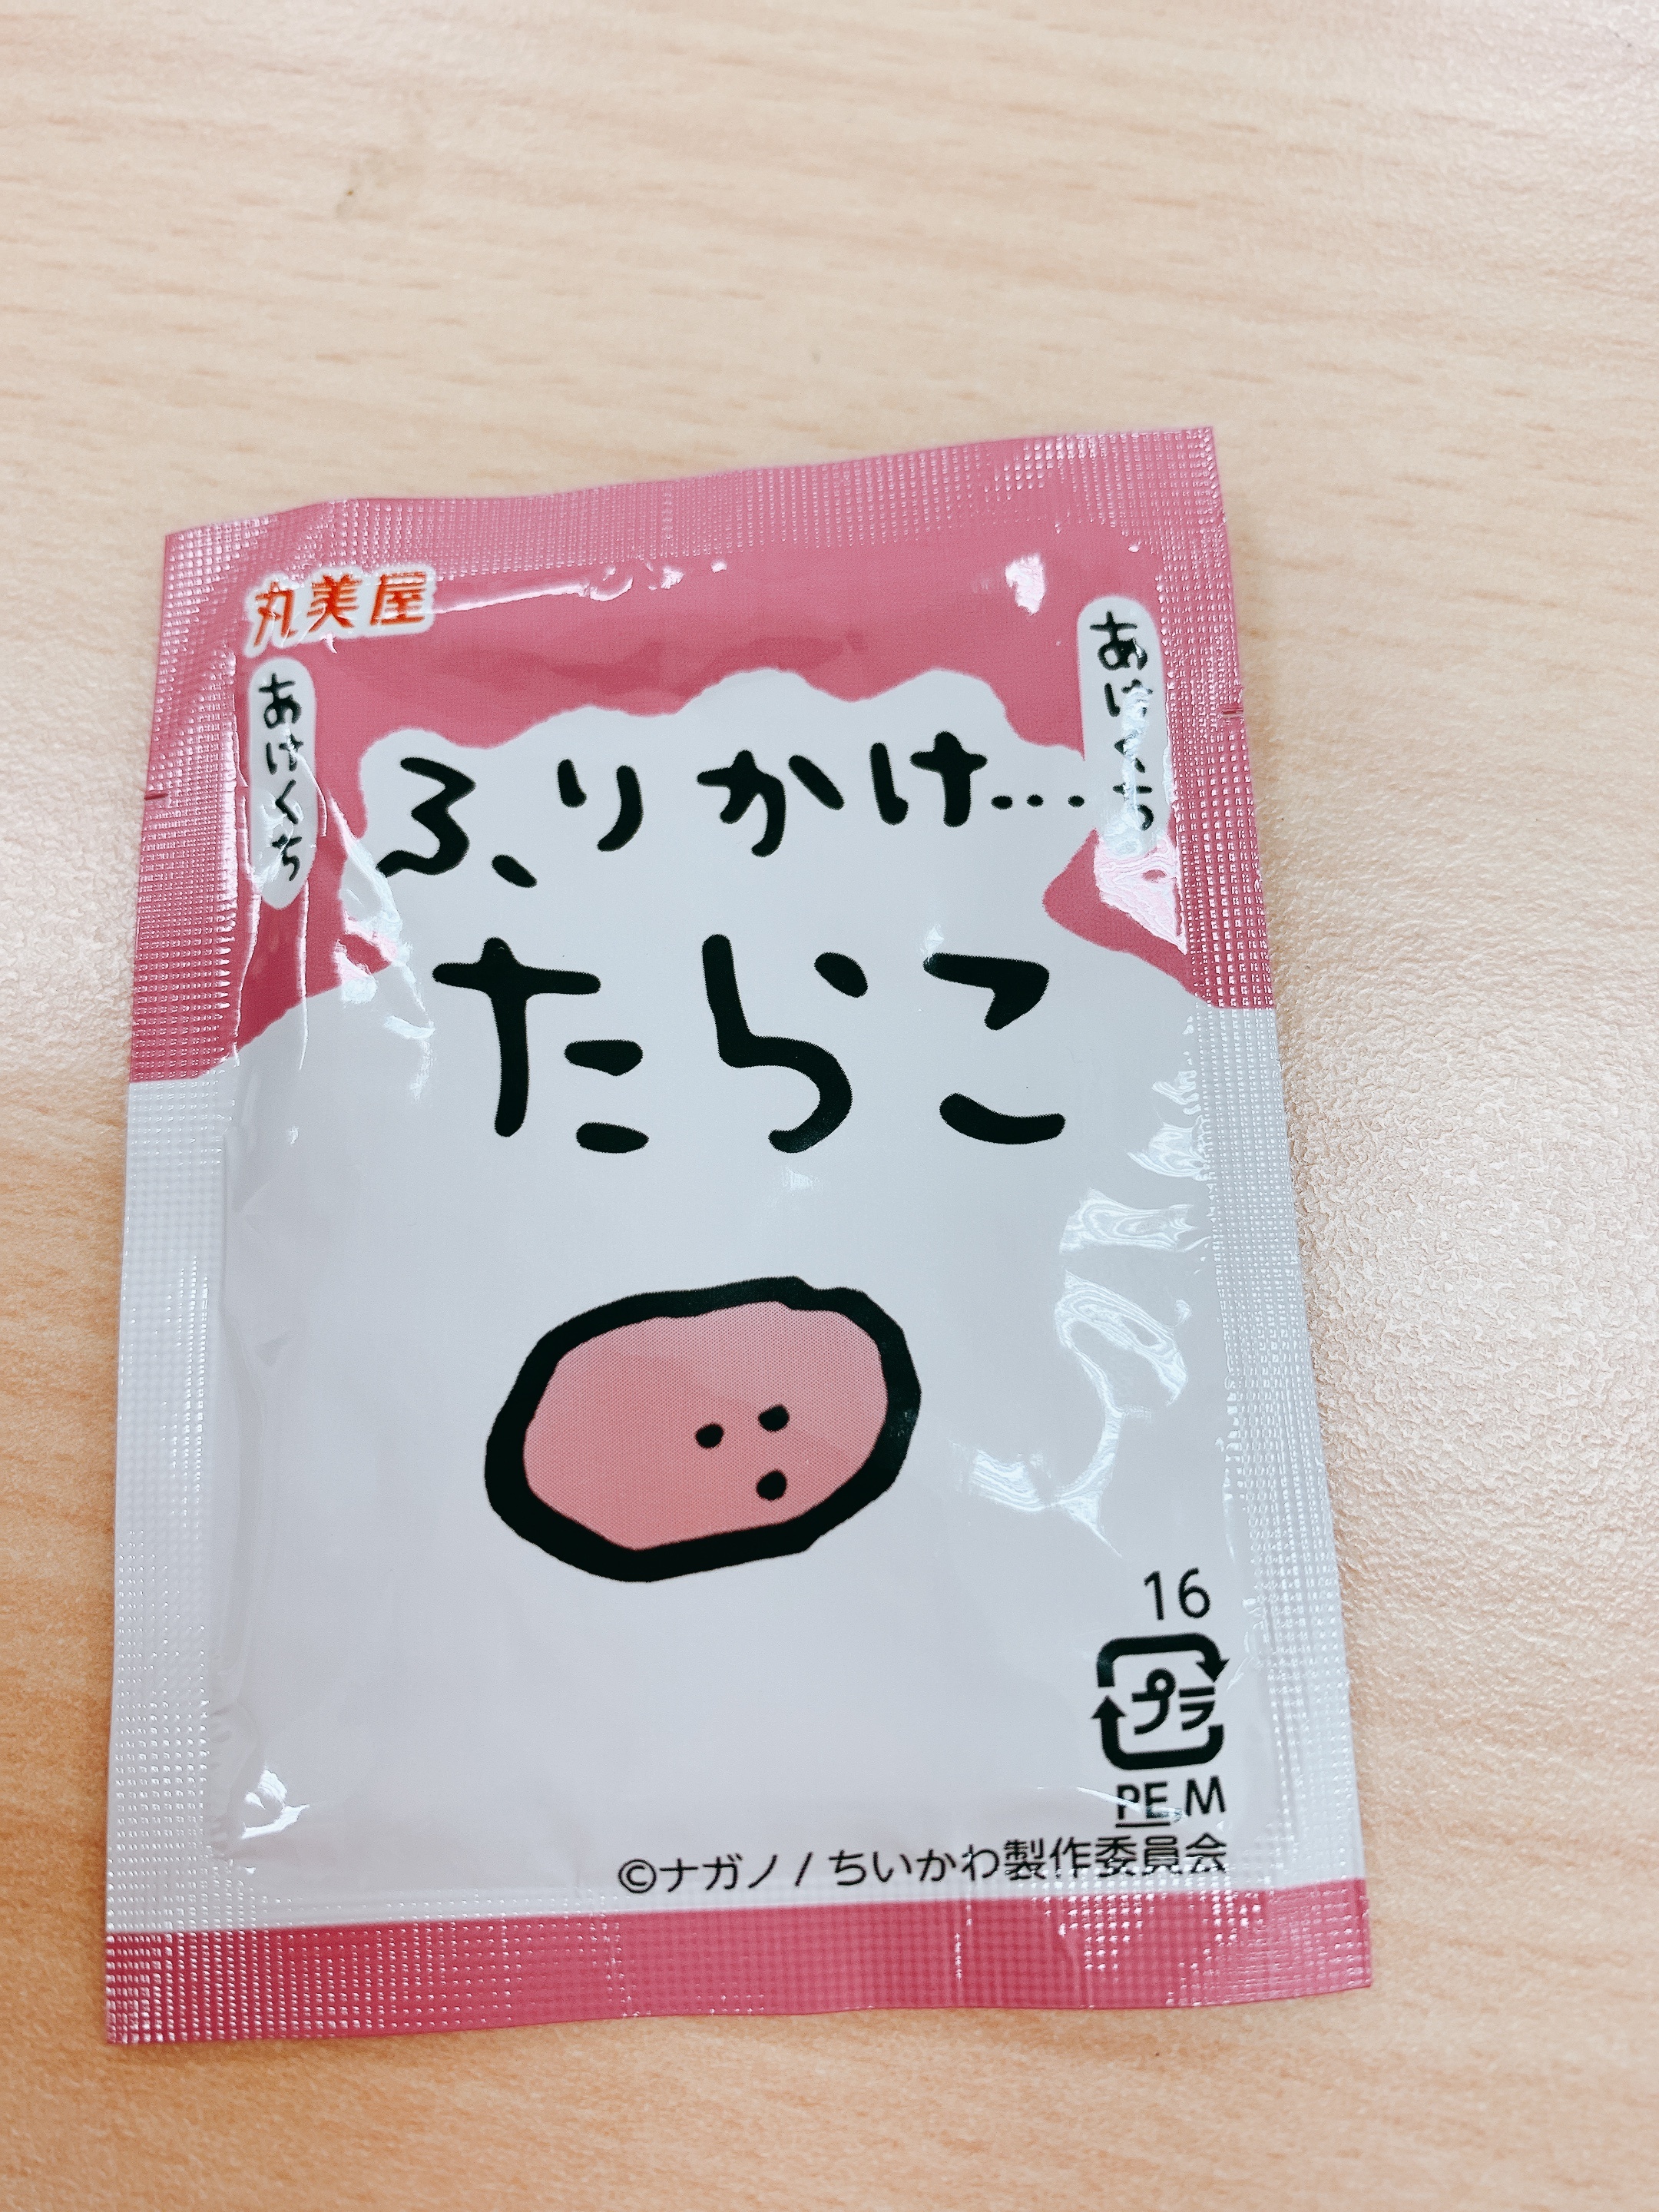 丸美屋
あけくち
あけくち
ふりかけ...
たらこ
16
プラ
PE,M
©ナガノ / ちいかわ製作委員会